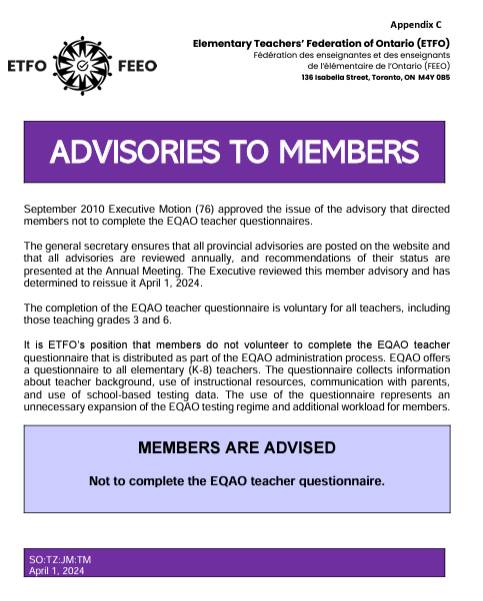 Appendix C
Elementary Teachers' Federation of Ontario (ETFO)
Fédération des enseignantes et des enseignants
de l'élémentaire de l'Ontario (FEEO)
136 Isabella Street, Toronto, ON M4Y 0B5
ETFO FEEO
ADVISORIES TO MEMBERS
September 2010 Executive Motion (76) approved the issue of the advisory that directed
members not to complete the EQAO teacher questionnaires.
The general secretary ensures that all provincial advisories are posted on the website and
that all advisories are reviewed annually, and recommendations of their status are
presented at the Annual Meeting. The Executive reviewed this member advisory and has
determined to reissue it April 1, 2024.
The completion of the EQAO teacher questionnaire is voluntary for all teachers, including
those teaching grades 3 and 6.
It is ETFO's position that members do not volunteer to complete the EQAO teacher
questionnaire that is distributed as part of the EQAO administration process. EQAO offers
a questionnaire to all elementary (K-8) teachers. The questionnaire collects information
about teacher background, use of instructional resources, communication with parents,
and use of school-based testing data. The use of the questionnaire represents an
unnecessary expansion of the EQAO testing regime and additional workload for members.
MEMBERS ARE ADVISED
Not to complete the EQAO teacher questionnaire.
SO:TZ:JM:TM
April 1, 2024